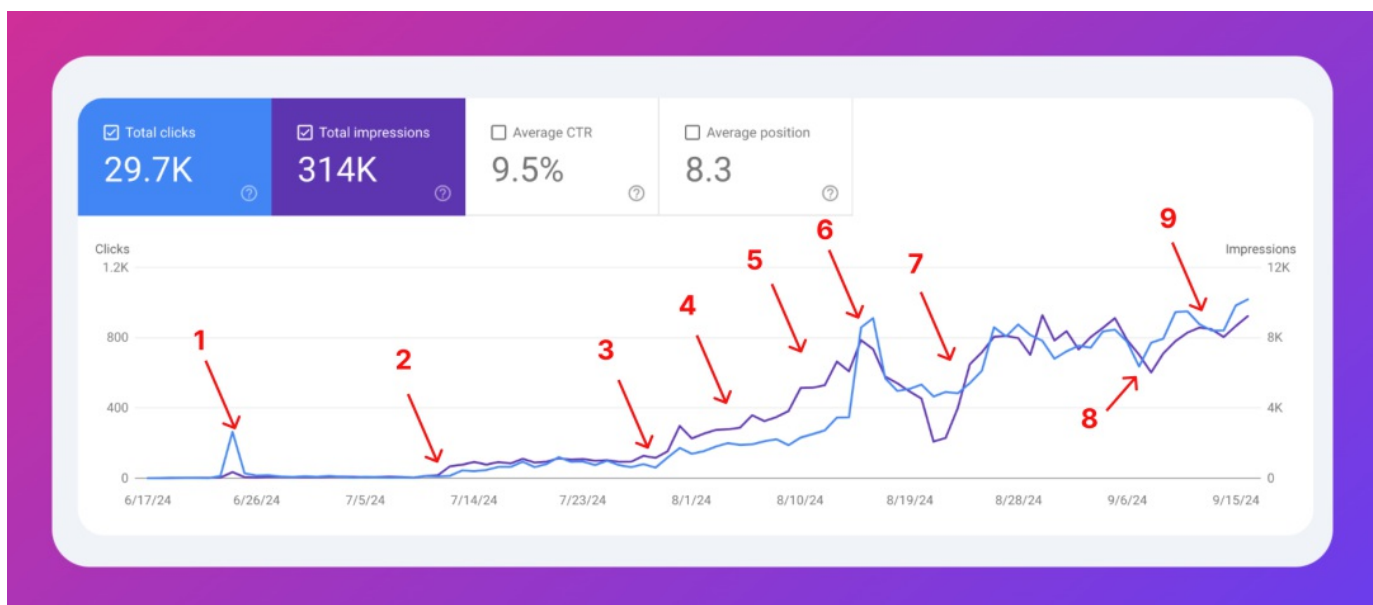 Total clicks
29.7K
Total impressions
314K
Average CTR
9.5%
Average position
8.3
Clicks
Impressions
1.2K
12K
800
8K
400
4K
0
0
1
2
3
4
5
6
7
8
9
6/17/24
6/26/24
7/5/24
7/14/24
7/23/24
8/1/24
8/10/24
8/19/24
8/28/24
9/6/24
9/15/24